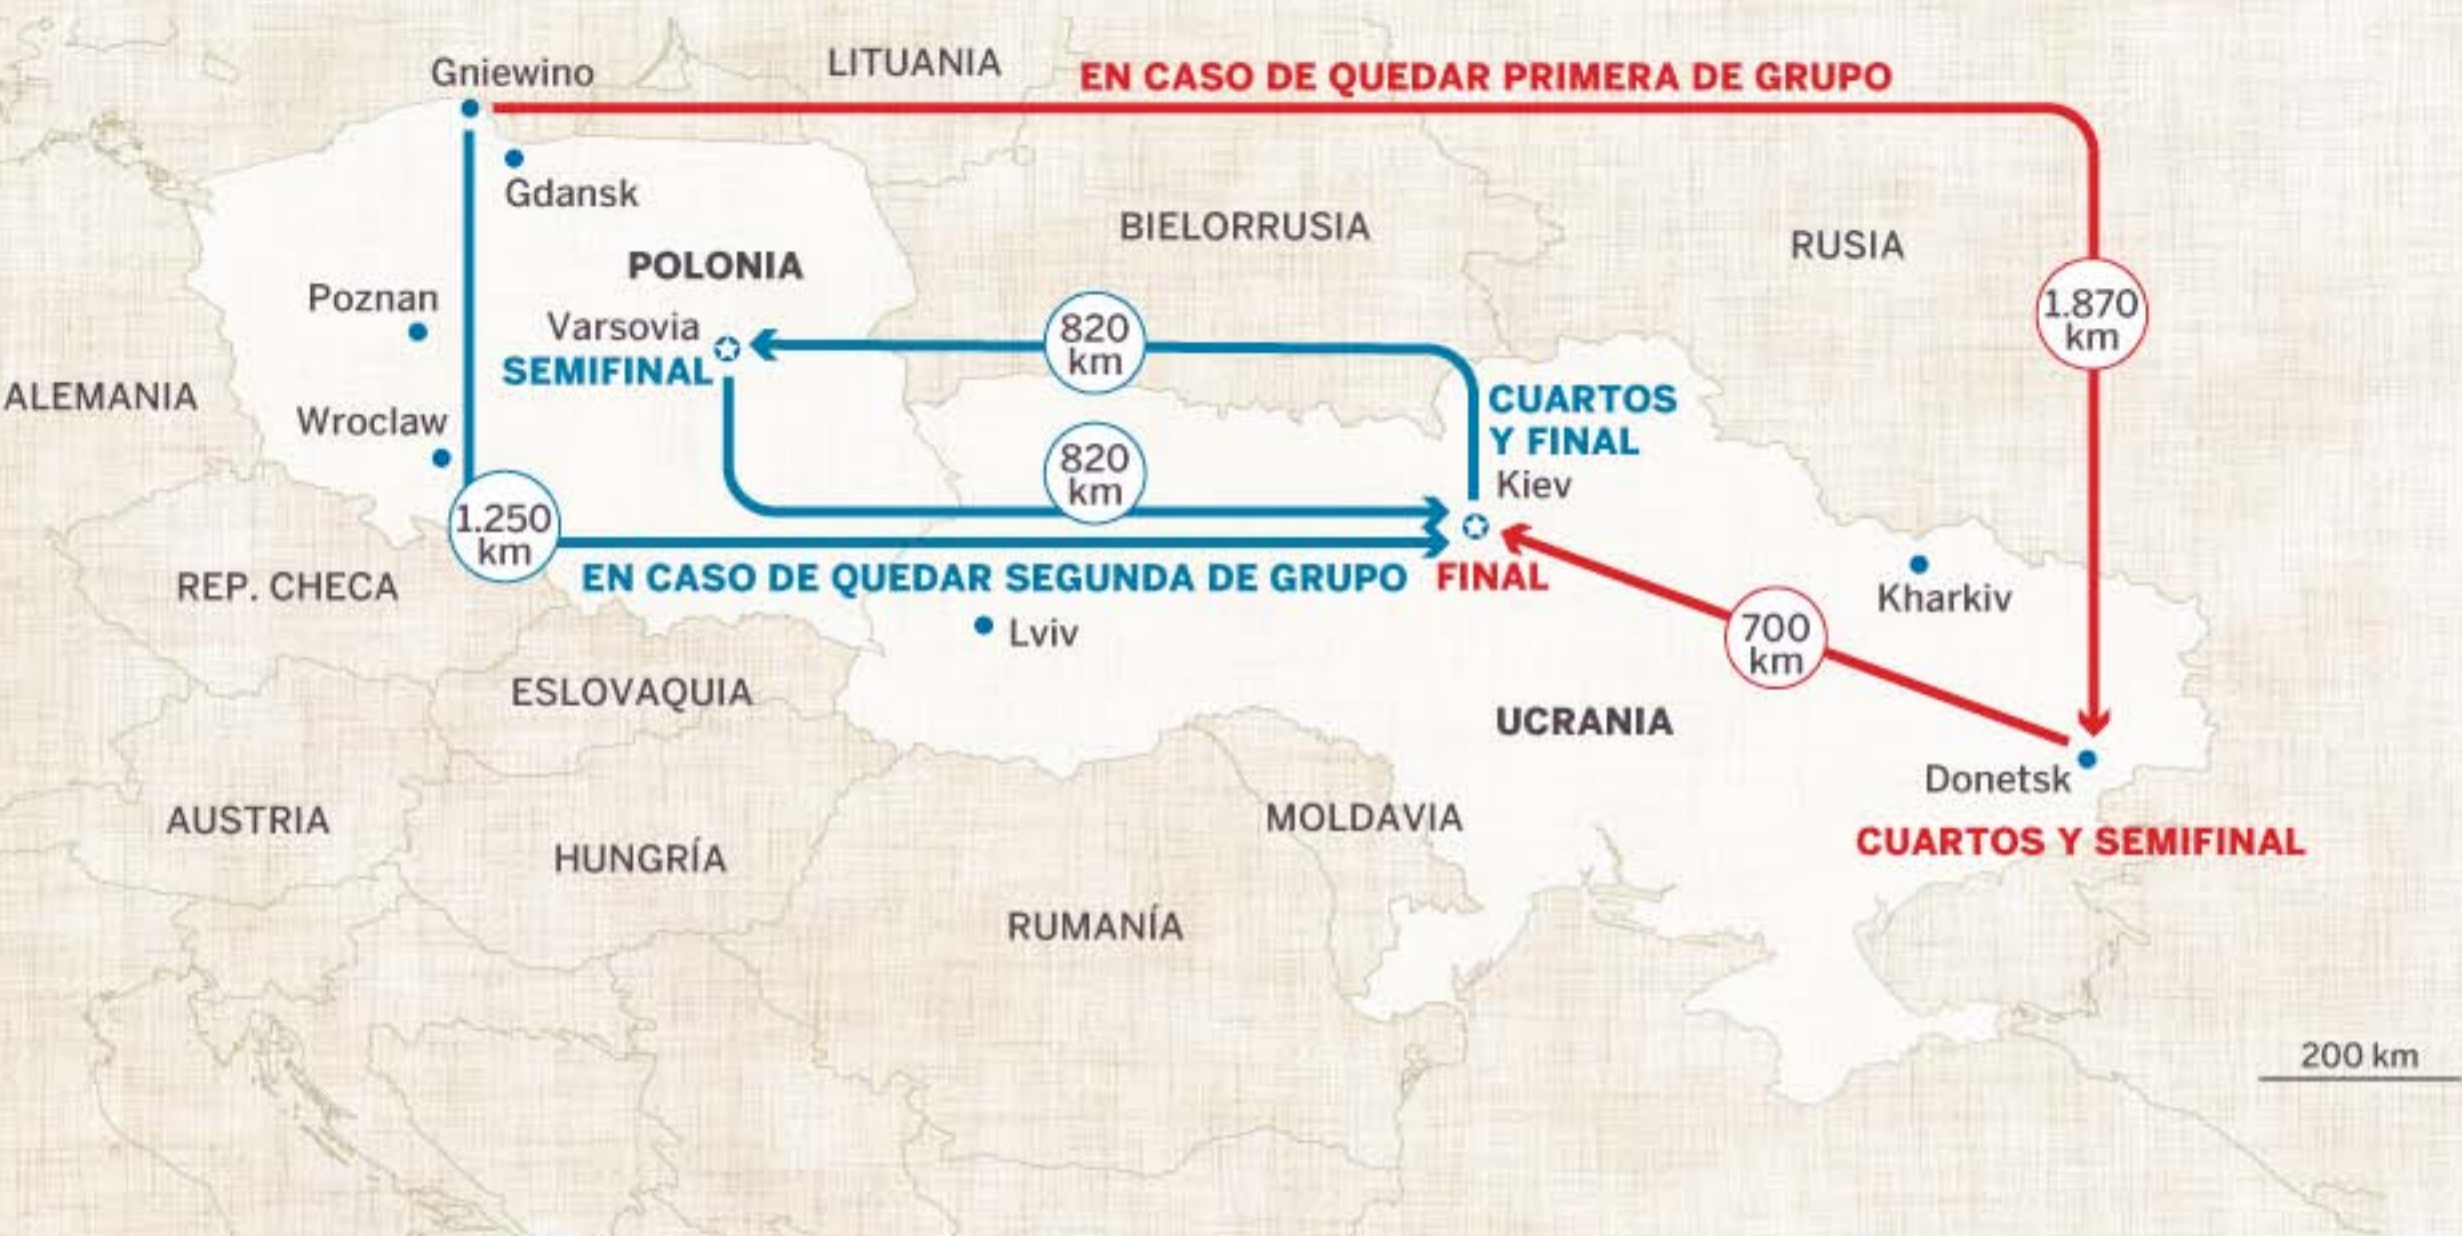 Gniewino
LITUANIA
EN CASO DE QUEDAR PRIMERA DE GRUPO
Gdansk
BIELORRUSIA
RUSIA
POLONIA
Poznan
Varsovia
SEMIFINAL
820
km
1.870
km
ALEMANIA
Wroclaw
CUARTOS
Y FINAL
Kiev
820
km
1.250
km
EN CASO DE QUEDAR SEGUNDA DE GRUPO
FINAL
REP. CHECA
Kharkiv
Lviv
700
km
ESLOVAQUIA
UCRANIA
Donetsk
CUARTOS Y SEMIFINAL
AUSTRIA
HUNGRÍA
MOLDAVIA
RUMANÍA
200 km